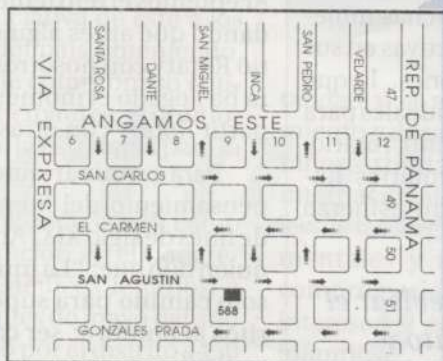 SANTA ROSA
DANTE
SAN MIGUEL
INCA
SAN PEDRO
VELARDE
47
REP. DE PANAMA
VIA EXPRESA
ANGAMOS ESTE
6 7 8 9 10 11 12
SAN CARLOS
49
EL CARMEN
50
SAN AGUSTIN
588
51
GONZALES PRADA